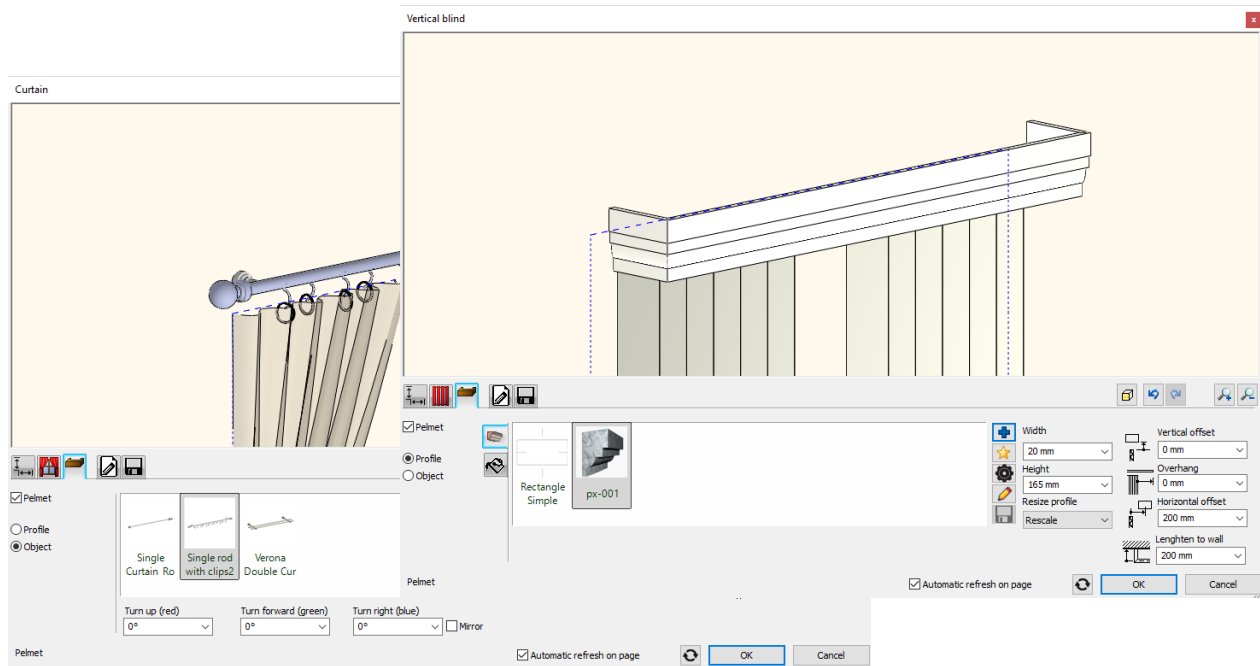 Vertical blind
x
Curtain
Pelmet
Profile
Object
Rectangle
Simple
px-001
Width
20 mm
Height
165 mm
Resize profile
Rescale
Vertical offset
0 mm
Overhang
0 mm
Horizontal offset
200 mm
Lenghten to wall
200 mm
Pelmet
Automatic refresh on page
OK
Cancel
Pelmet
Profile
Object
Single
Curtain Ro
Single rod
with clips2
Verona
Double Cur
Turn up (red)
0°
Turn forward (green)
0°
Turn right (blue)
0°
Mirror
Pelmet
Automatic refresh on page
OK
Cancel